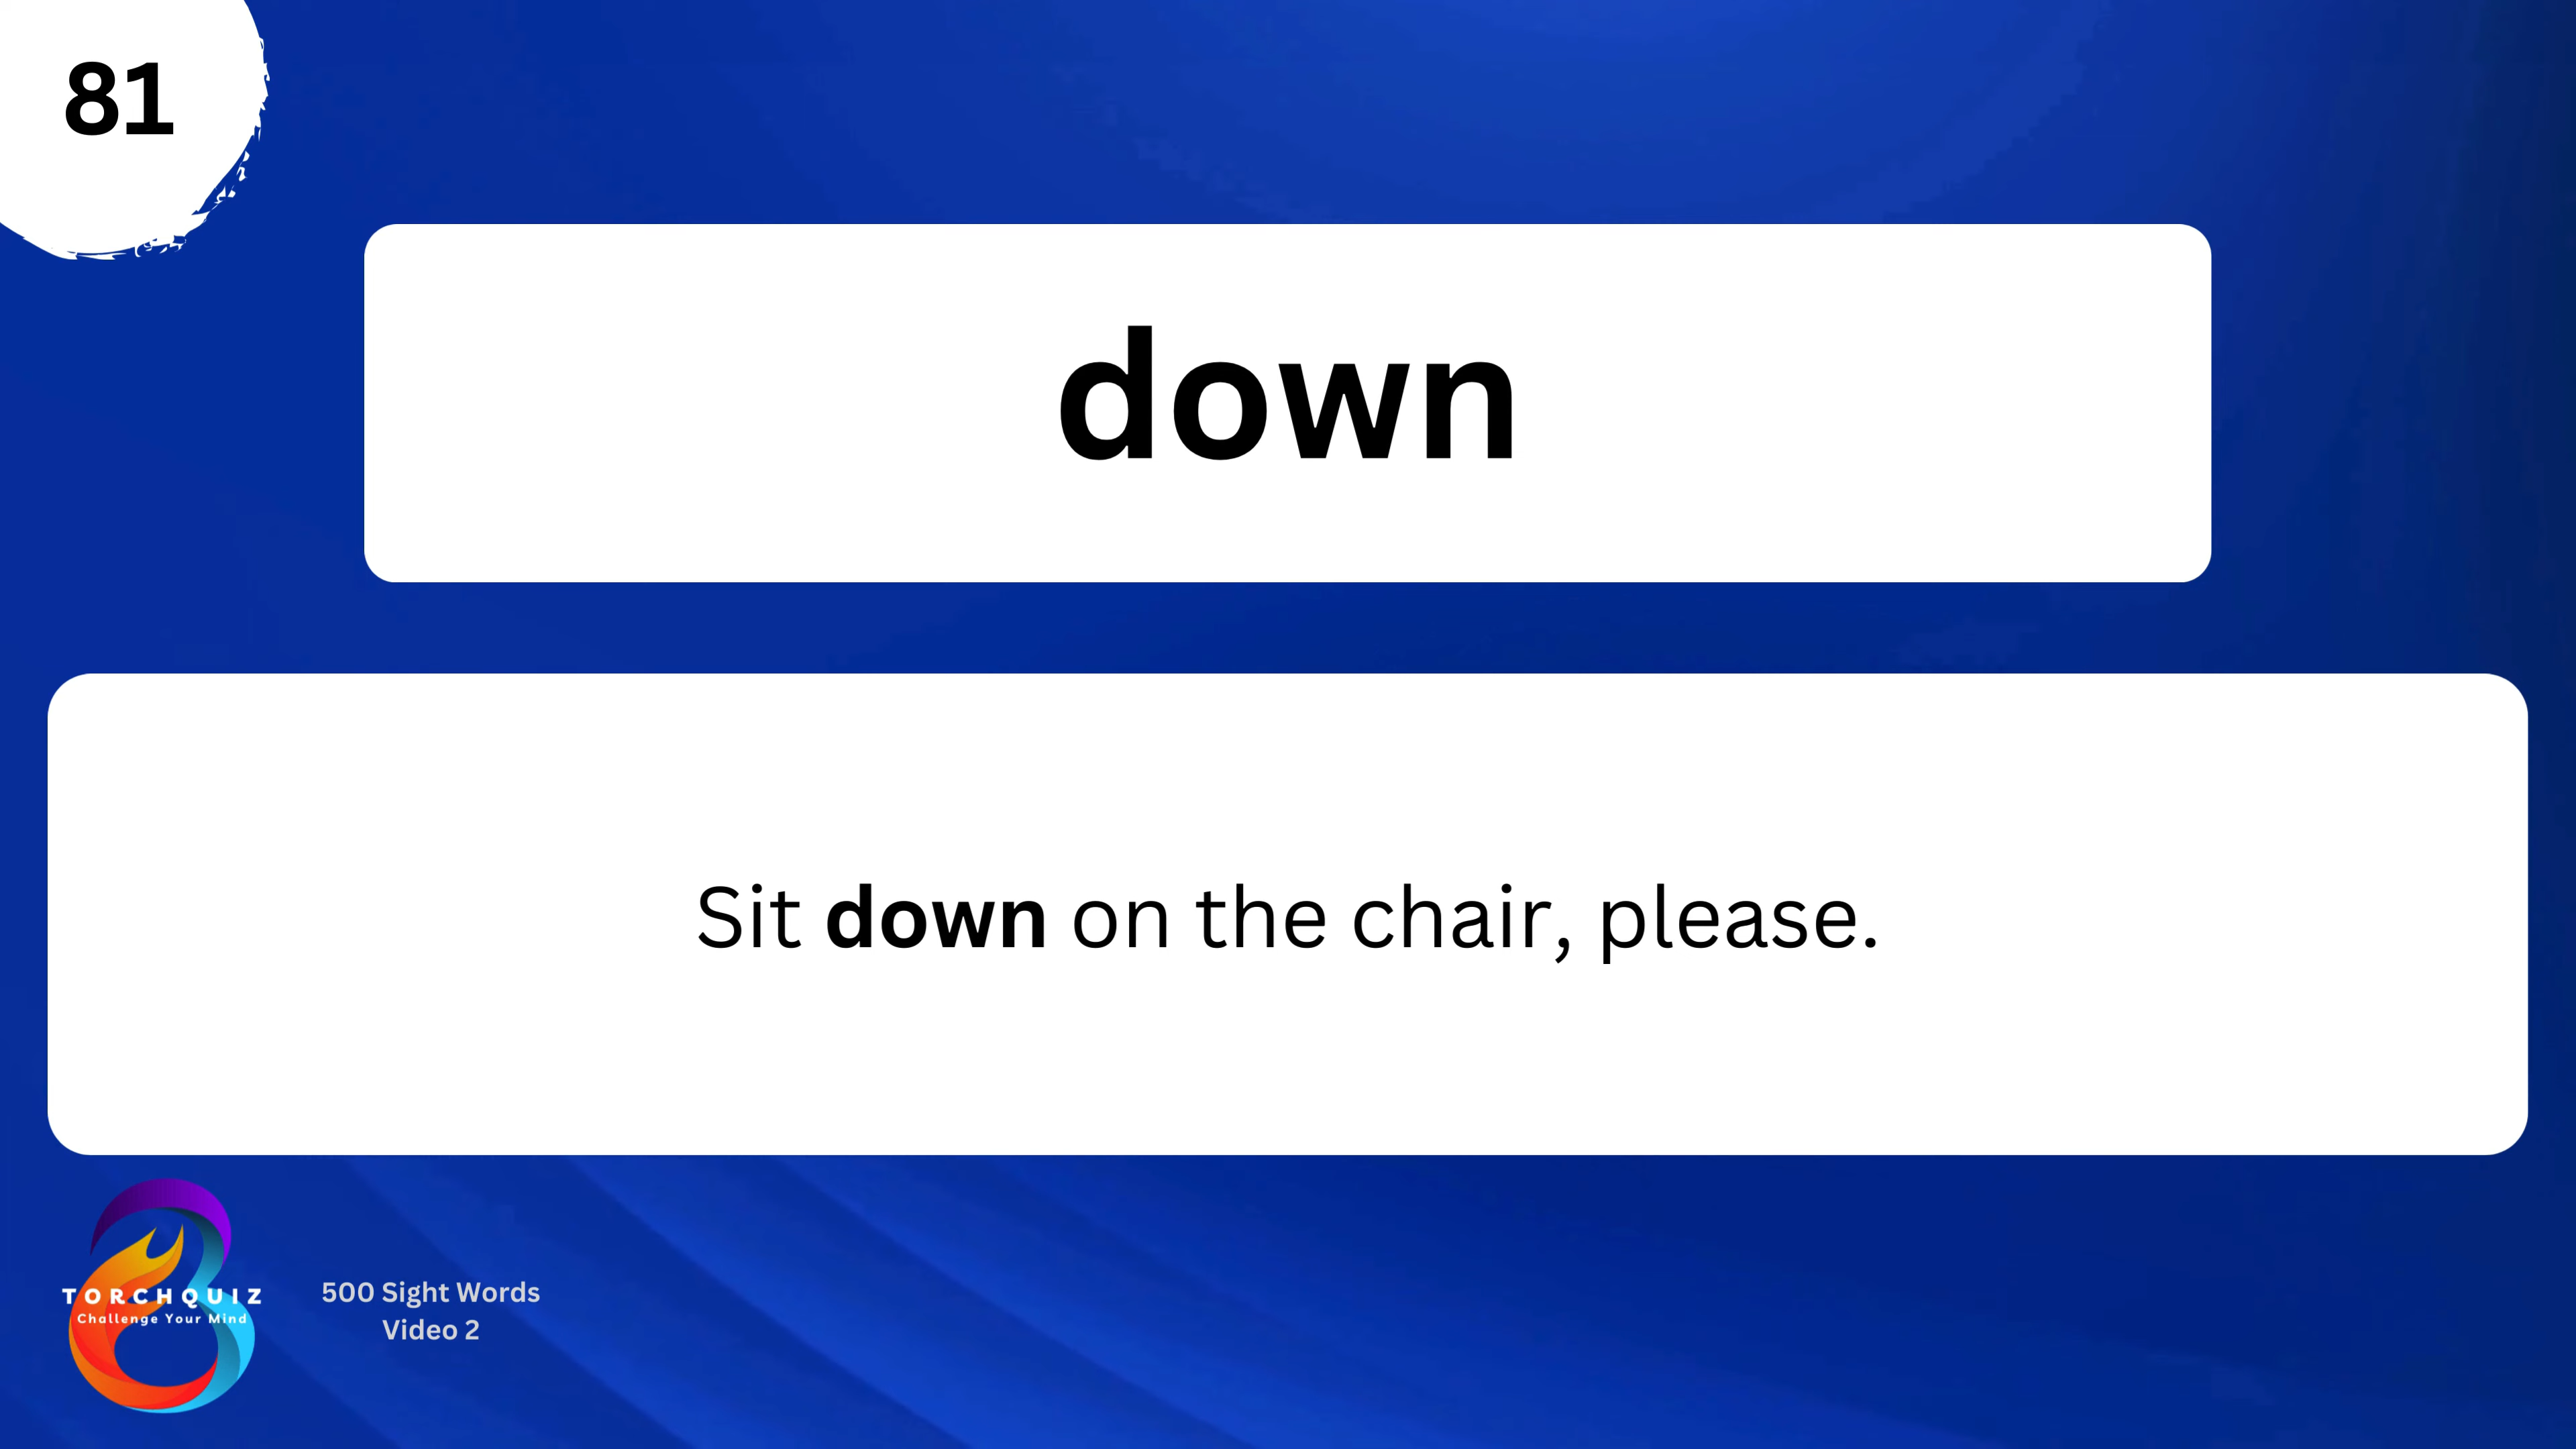 81
down
Sit down on the chair, please.
TORCHQUIZ
Challenge Your Mind
500 Sight Words
Video 2